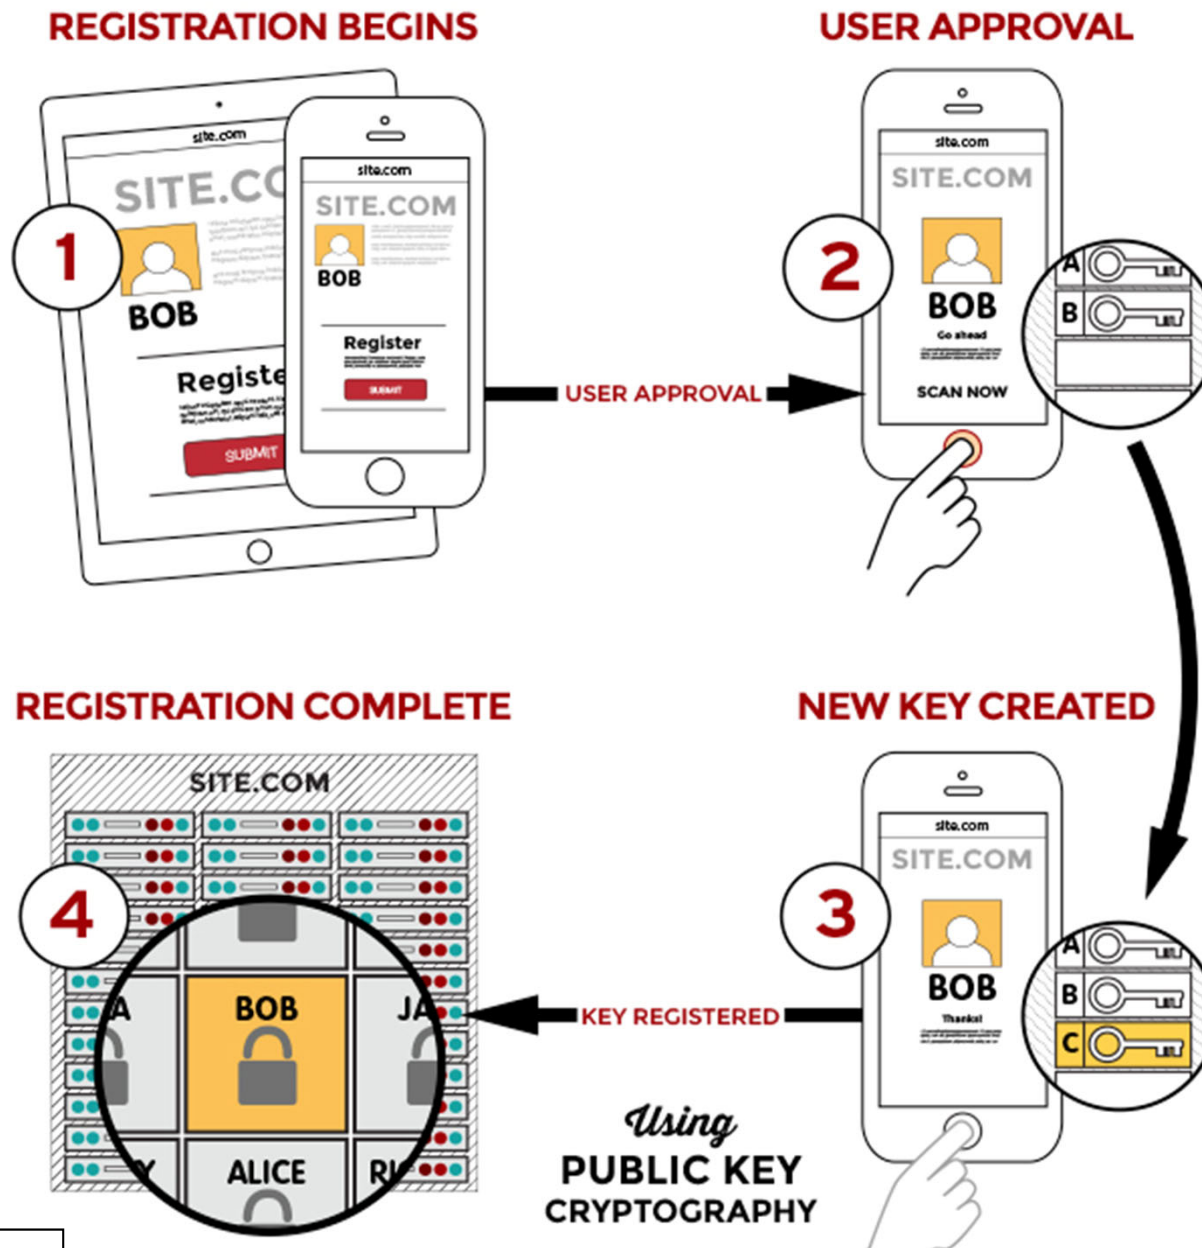 REGISTRATION BEGINS
USER APPROVAL
1
site.com
SITE.CO
BOB
Registe
SUBMIT
site.com
SITE.COM
BOB
Register
SUBMIT
USER APPROVAL
2
site.com
SITE.COM
BOB
Go ahead
SCAN NOW
A
B
REGISTRATION COMPLETE
NEW KEY CREATED
4
SITE.COM
A
BOB
JA
Y
ALICE
RI
KEY REGISTERED
3
site.com
SITE.COM
BOB
Thanks!
A
B
C
Using
PUBLIC KEY
CRYPTOGRAPHY